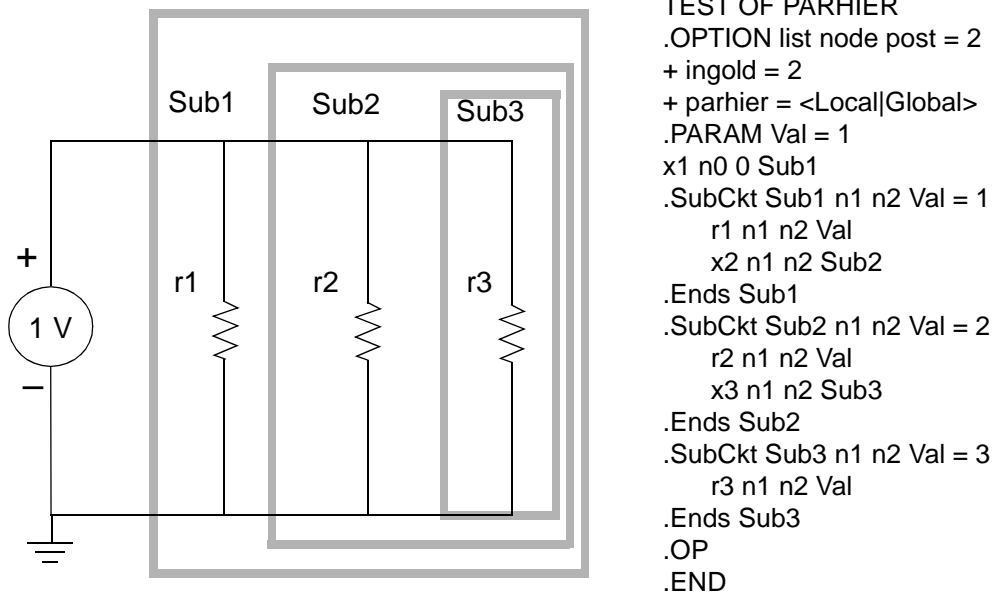 Sub1
Sub2
Sub3
+
r1
r2
r3
1 V
–
TEST OF PARHIER
.OPTION list node post = 2
+ ingold = 2
+ parhier = <Local|Global>
.PARAM Val = 1
x1 n0 0 Sub1
.SubCkt Sub1 n1 n2 Val = 1
r1 n1 n2 Val
x2 n1 n2 Sub2
.Ends Sub1
.SubCkt Sub2 n1 n2 Val = 2
r2 n1 n2 Val
x3 n1 n2 Sub3
.Ends Sub2
.SubCkt Sub3 n1 n2 Val = 3
r3 n1 n2 Val
.Ends Sub3
.OP
.END